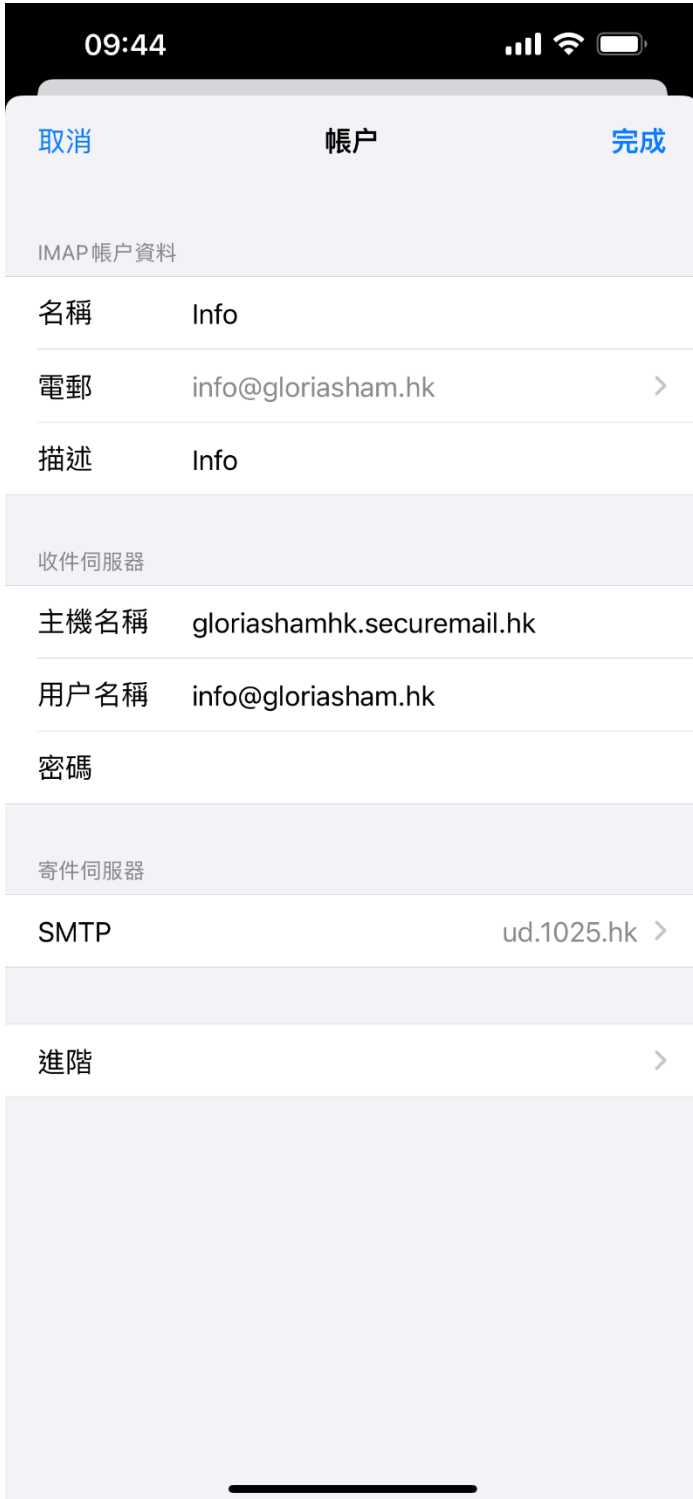 09:44
取消 帳户 完成
IMAP帳户資料
名稱 Info
電郵 info@gloriasham.hk
描述 Info
收件伺服器
主機名稱 gloriashamhk.securemail.hk
用户名稱 info@gloriasham.hk
密碼
寄件伺服器
SMTP ud.1025.hk
進階